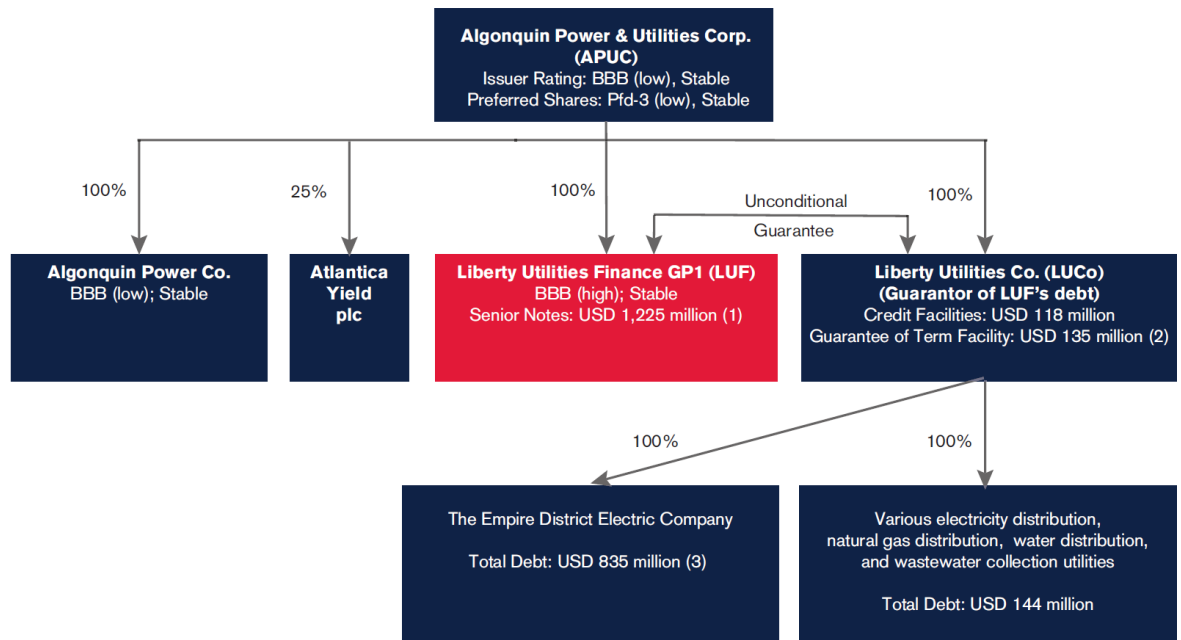 Algonquin Power & Utilities Corp.
(APUC)
Issuer Rating: BBB (low), Stable
Preferred Shares: Pfd-3 (low), Stable
100%
25%
100%
Unconditional
Guarantee
100%
Algonquin Power Co.
BBB (low); Stable
Atlantica
Yield
plc
Liberty Utilities Finance GP1 (LUF)
BBB (high); Stable
Senior Notes: USD 1,225 million (1)
Liberty Utilities Co. (LUCo)
(Guarantor of LUF's debt)
Credit Facilities: USD 118 million
Guarantee of Term Facility: USD 135 million (2)
100%
100%
The Empire District Electric Company
Total Debt: USD 835 million (3)
Various electricity distribution,
natural gas distribution, water distribution,
and wastewater collection utilities
Total Debt: USD 144 million